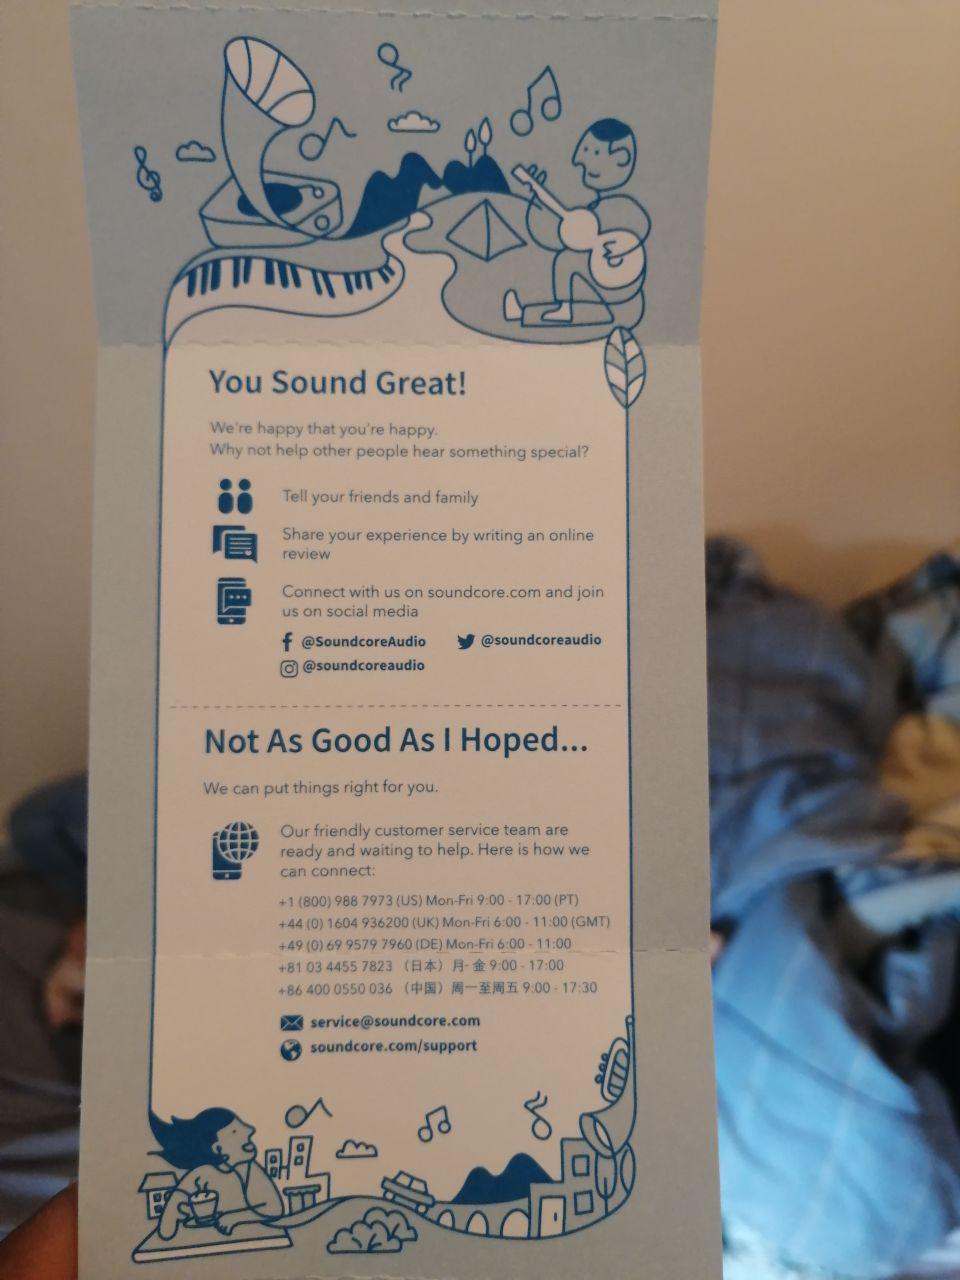 You Sound Great!
We're happy that you're happy.
Why not help other people hear something special?
Tell your friends and family
Share your experience by writing an online
review
Connect with us on soundcore.com and join
us on social media
@SoundcoreAudio @soundcoreaudio
@soundcoreaudio
Not As Good As I Hoped...
We can put things right for you.
Our friendly customer service team are
ready and waiting to help. Here is how we
can connect:
+1 (800) 988 7973 (US) Mon-Fri 9:00 - 17:00 (PT)
+44 (0) 1604 936200 (UK) Mon-Fri 6:00 - 11:00 (GMT)
+49 (0) 69 9579 7960 (DE) Mon-Fri 6:00 - 11:00
+81 03 4455 7823 （日本）月- 金 9:00 - 17:00
+86 400 0550 036 （中国）周一至周五 9:00 - 17:30
service@soundcore.com
soundcore.com/support